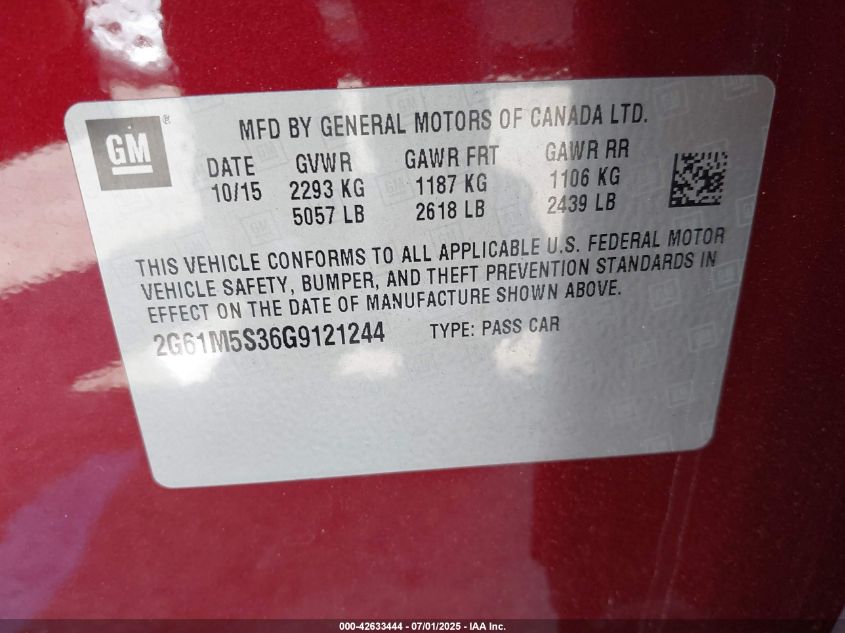 GM®
MFD BY GENERAL MOTORS OF CANADA LTD.
DATE GVWR GAWR FRT GAWR RR
10/15 2293 KG 1187 KG 1106 KG
5057 LB 2618 LB 2439 LB
THIS VEHICLE CONFORMS TO ALL APPLICABLE U.S. FEDERAL MOTOR
VEHICLE SAFETY, BUMPER, AND THEFT PREVENTION STANDARDS IN
EFFECT ON THE DATE OF MANUFACTURE SHOWN ABOVE.
2G61M5S36G9121244 TYPE: PASS CAR
000-42633444 - 07/01/2025 - IAA Inc.